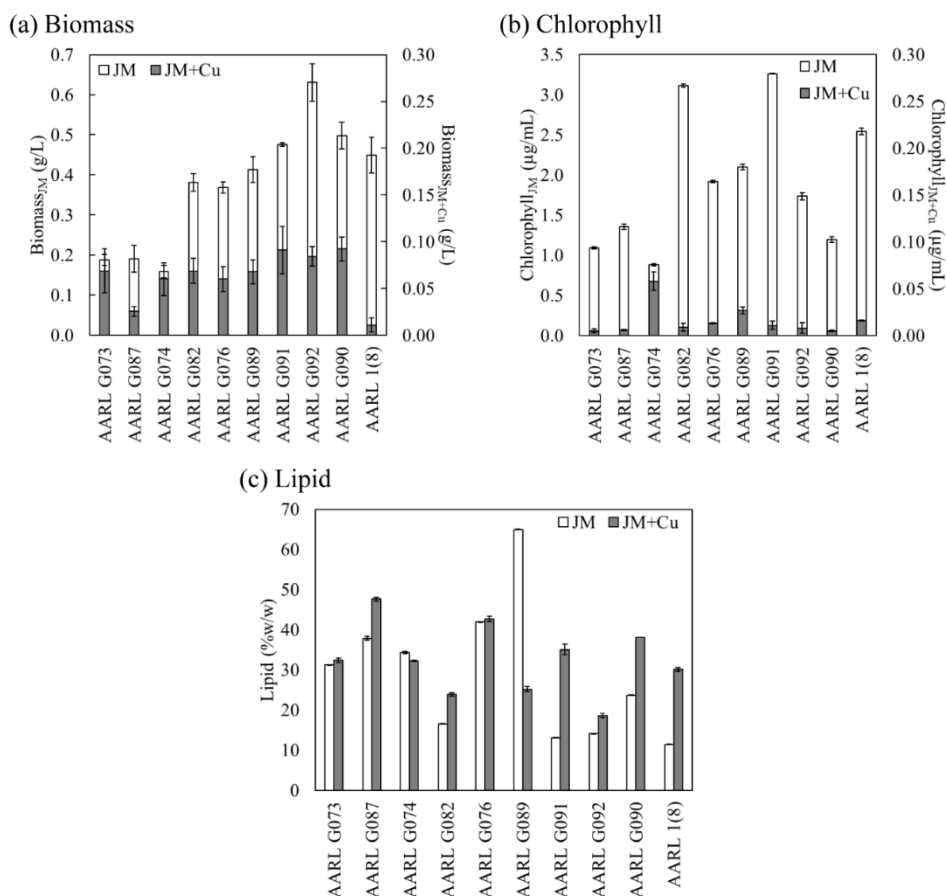 (a) Biomass
0.7
0.6
0.5
0.4
0.3
0.2
0.1
0.0
Biomass_JM (g/L)
JM
JM+Cu
0.30
0.25
0.20
0.15
0.10
0.05
0.00
Biomass_JM+Cu (g/L)
AARL G073
AARL G087
AARL G074
AARL G082
AARL G076
AARL G089
AARL G091
AARL G092
AARL G090
AARL 1(8)
(b) Chlorophyll
3.5
3.0
2.5
2.0
1.5
1.0
0.5
0.0
Chlorophyll_JM (µg/mL)
JM
JM+Cu
0.30
0.25
0.20
0.15
0.10
0.05
0.00
Chlorophyll_JM+Cu (µg/mL)
AARL G073
AARL G087
AARL G074
AARL G082
AARL G076
AARL G089
AARL G091
AARL G092
AARL G090
AARL 1(8)
(c) Lipid
70
60
50
40
30
20
10
0
Lipid (%w/w)
JM
JM+Cu
AARL G073
AARL G087
AARL G074
AARL G082
AARL G076
AARL G089
AARL G091
AARL G092
AARL G090
AARL 1(8)